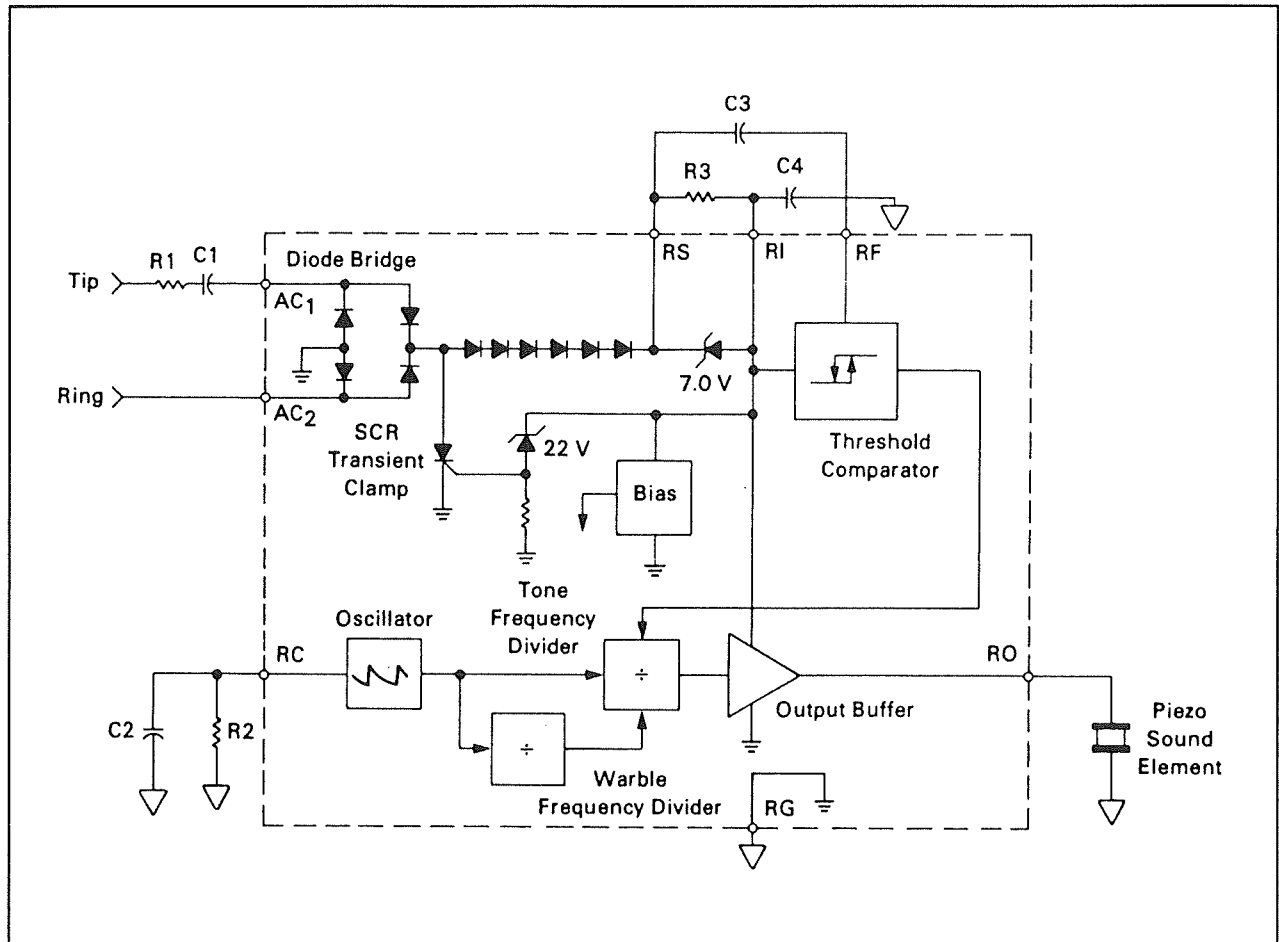 C3
R3
C4
RS
RI
RF
R1
C1
Diode Bridge
Tip
AC1
Ring
AC2
7.0 V
SCR
Transient
Clamp
22 V
Bias
Threshold
Comparator
Tone
Frequency
Divider
Oscillator
RC
÷
RO
Output Buffer
C2
R2
÷
Warble
Frequency Divider
RG
Piezo
Sound
Element